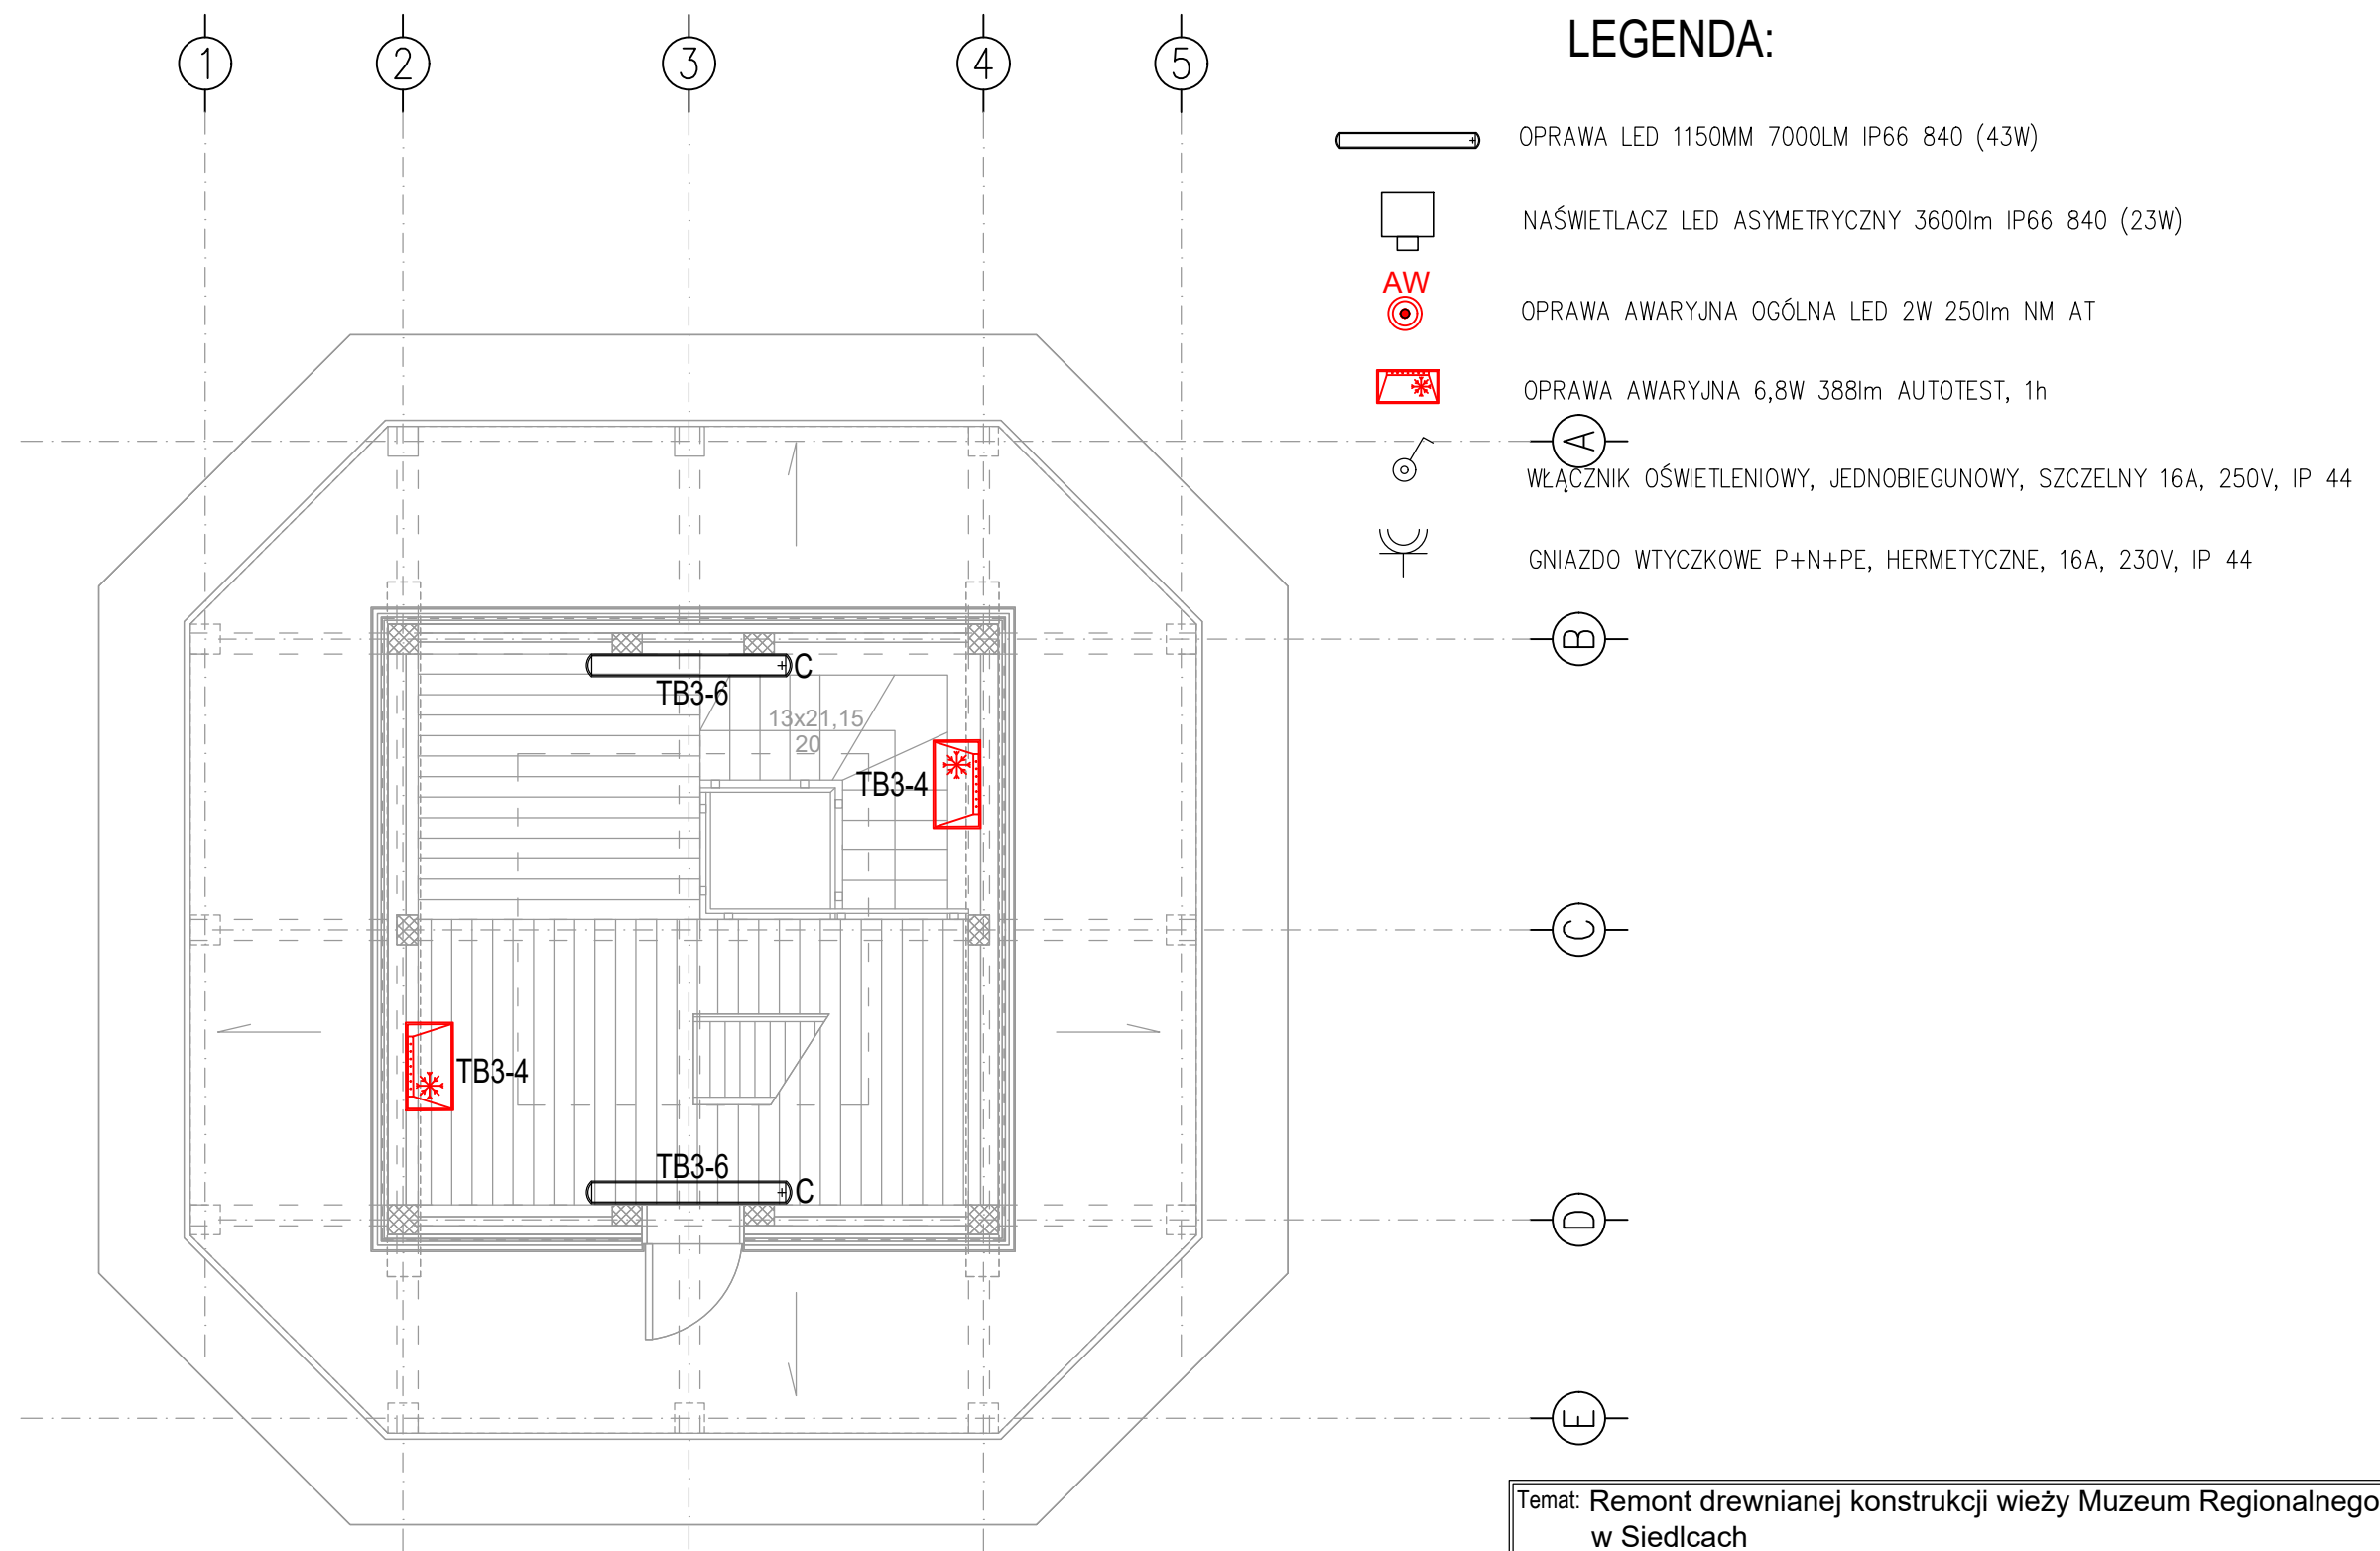 1 2 3 4 5
LEGENDA:
OPRAWA LED 1150MM 7000LM IP66 840 (43W)
NAŚWIETLACZ LED ASYMETRYCZNY 3600lm IP66 840 (23W)
AW
OPRAWA AWARYJNA OGÓLNA LED 2W 250lm NM AT
OPRAWA AWARYJNA 6,8W 388lm AUTOTEST, 1h
A
WŁĄCZNIK OŚWIETLENIOWY, JEDNOBIEGUNOWY, SZCZELNY 16A, 250V, IP 44
GNIAZDO WTYCZKOWE P+N+PE, HERMETYCZNE, 16A, 230V, IP 44
B
C
TB3-6
13x21,15
20
TB3-4
C
TB3-4
TB3-6
C
D
E
Temat: Remont drewnianej konstrukcji wieży Muzeum Regionalnego
w Siedlcach